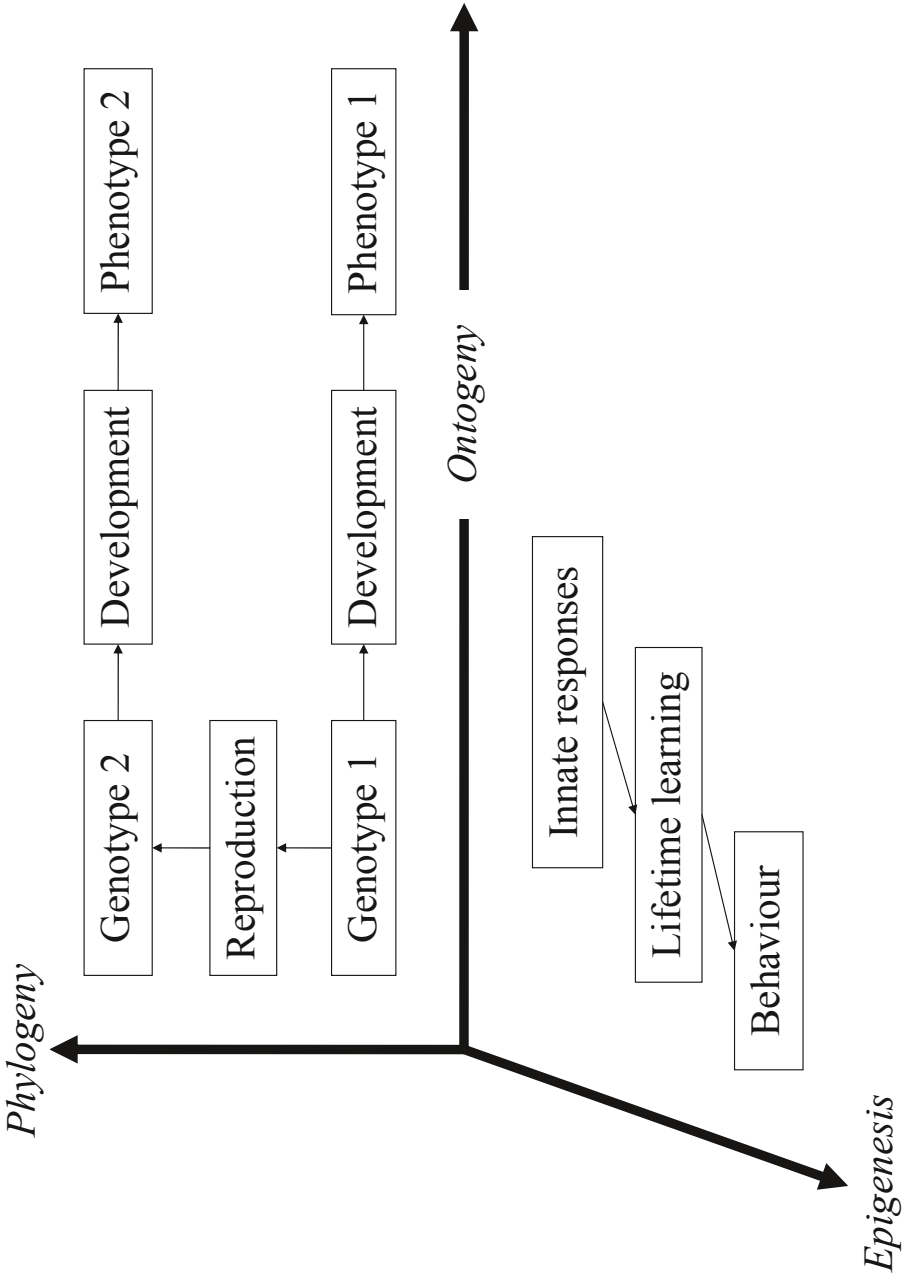 Phylogeny
Genotype 2
Development
Phenotype 2
Reproduction
Genotype 1
Development
Phenotype 1
Ontogeny
Innate responses
Lifetime learning
Behaviour
Epigenesis